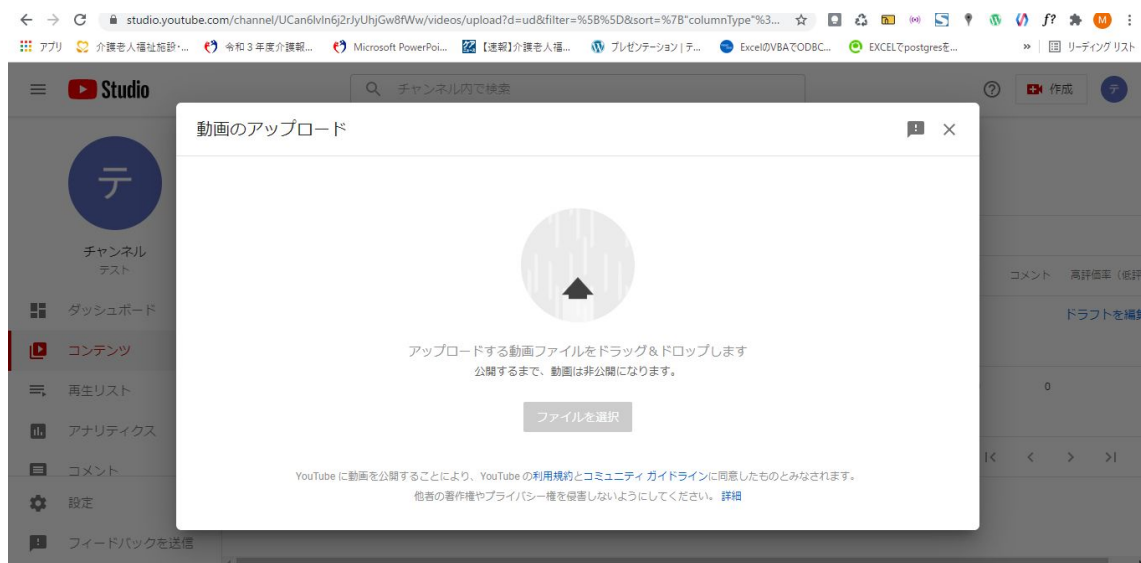 studio.youtube.com/channel/UCan6lvIn6j2rJyUhjGw8fWw/videos/upload?d=ud&filter=%5B%5D&sort=%7B"columnType"%3...
アプリ 介護老人福祉施設・... 令和３年度介護報... Microsoft PowerPoi... 【速報】介護老人福... プレゼンテーション | テ... ExcelのVBAでODBC... EXCELでpostgresを... » リーディング リスト
Studio チャンネル内で検索 作成 テ
動画のアップロード
テ
チャンネル
テスト
コメント 高評価率（低評
ダッシュボード
ドラフトを編集
コンテンツ
アップロードする動画ファイルをドラッグ＆ドロップします
公開するまで、動画は非公開になります。
再生リスト
0
ファイルを選択
アナリティクス
コメント
YouTube に動画を公開することにより、YouTube の利用規約とコミュニティ ガイドラインに同意したものとみなされます。
他者の著作権やプライバシー権を侵害しないようにしてください。 詳細
設定
フィードバックを送信